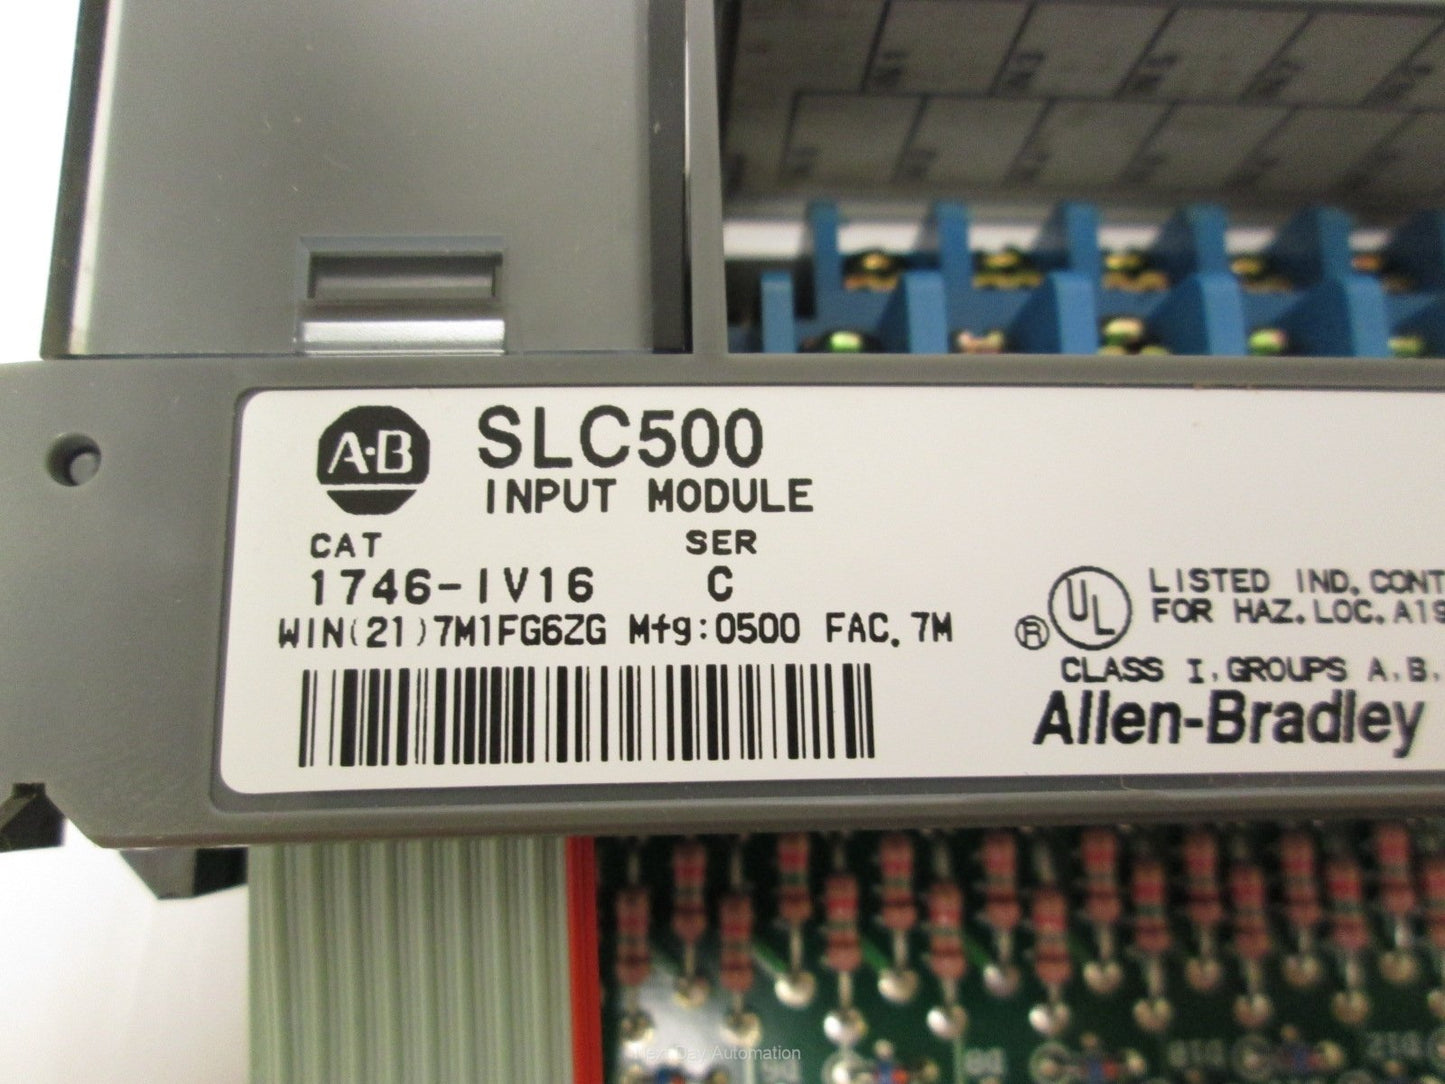 A·B
SLC500
INPUT MODULE
CAT SER
1746-IV16 C
WIN(21)7M1FG6ZG Mfg:0500 FAC. 7M
UL
®
LISTED IND. CONT
FOR HAZ. LOC. A19
CLASS I, GROUPS A, B,
Allen-Bradley
Next Day Automation